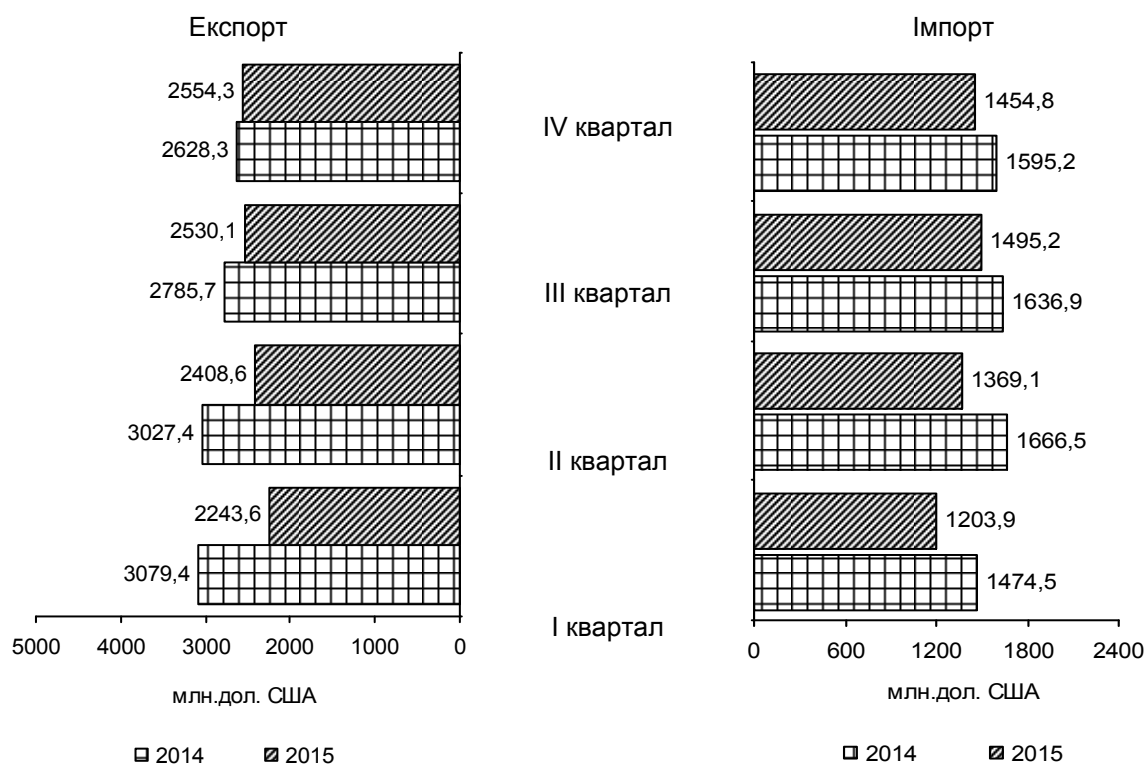 Експорт
Імпорт
2554,3
2628,3
IV квартал
1454,8
1595,2
2530,1
2785,7
III квартал
1495,2
1636,9
2408,6
3027,4
II квартал
1369,1
1666,5
2243,6
3079,4
I квартал
1203,9
1474,5
5000 4000 3000 2000 1000 0
0 600 1200 1800 2400
млн.дол. США
млн.дол. США
2014 2015
2014 2015